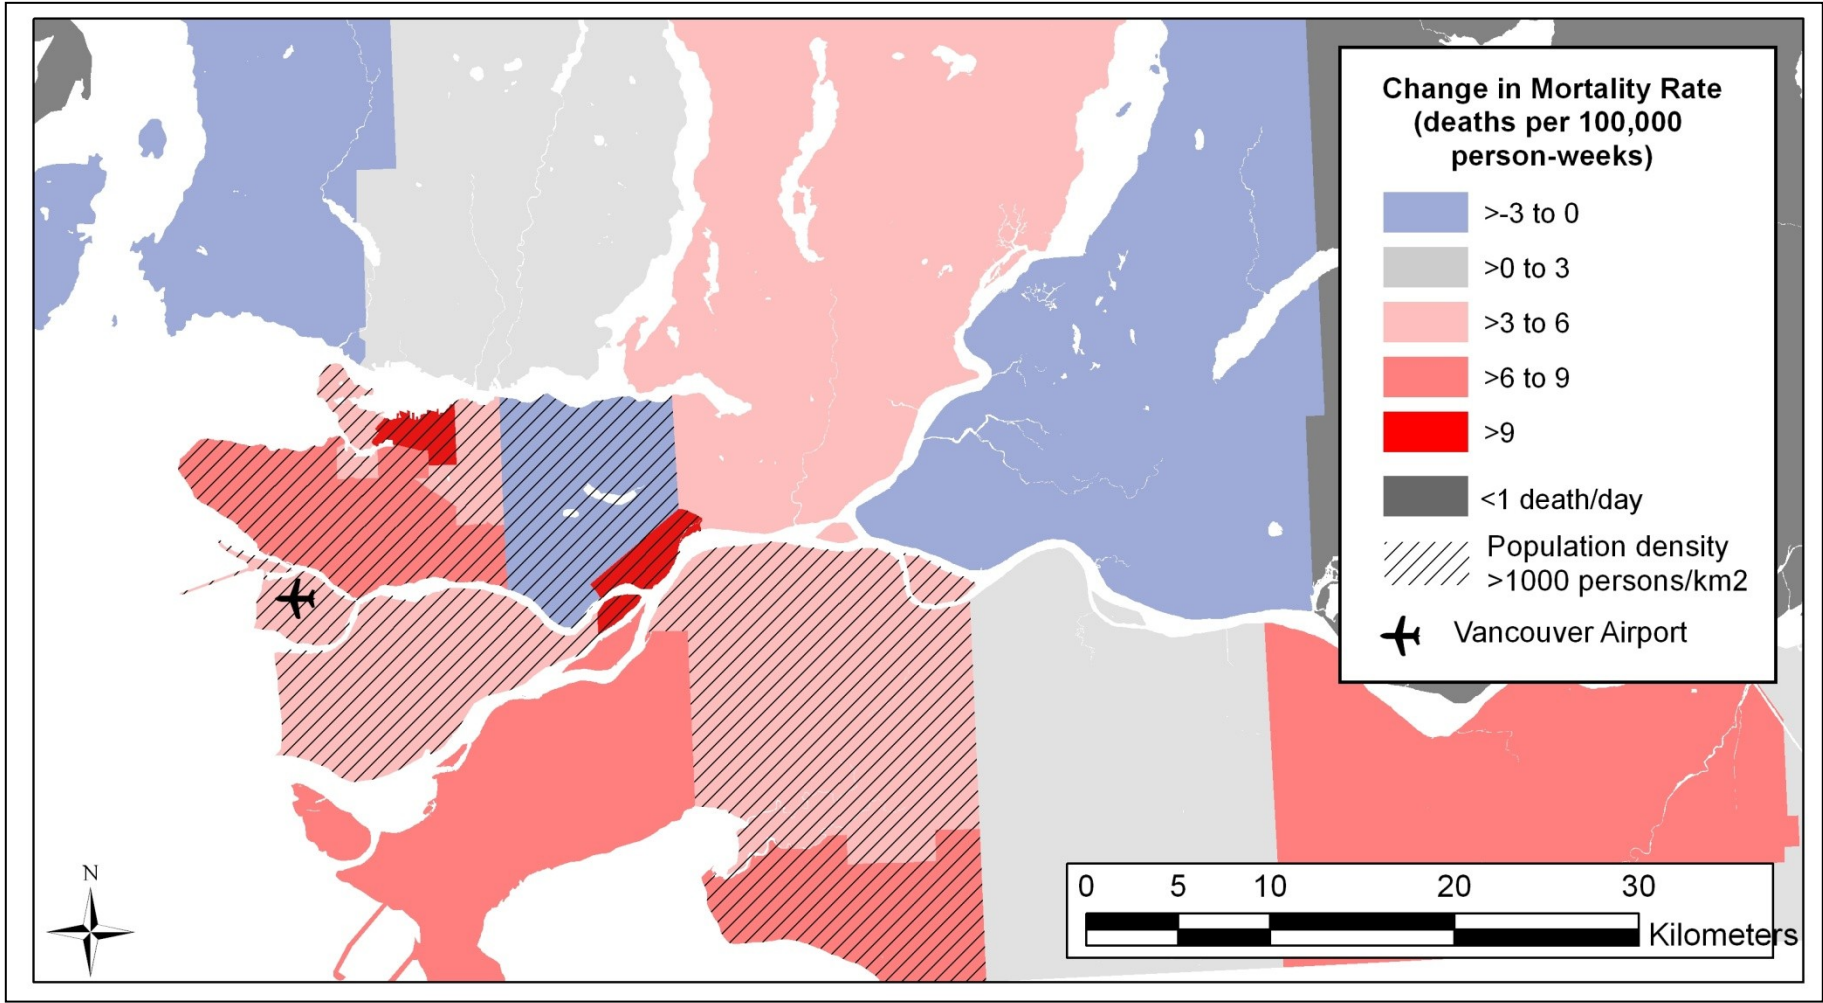 Change in Mortality Rate
(deaths per 100,000
person-weeks)
>-3 to 0
>0 to 3
>3 to 6
>6 to 9
>9
<1 death/day
Population density
>1000 persons/km2
Vancouver Airport
N
0 5 10 20 30
Kilometers